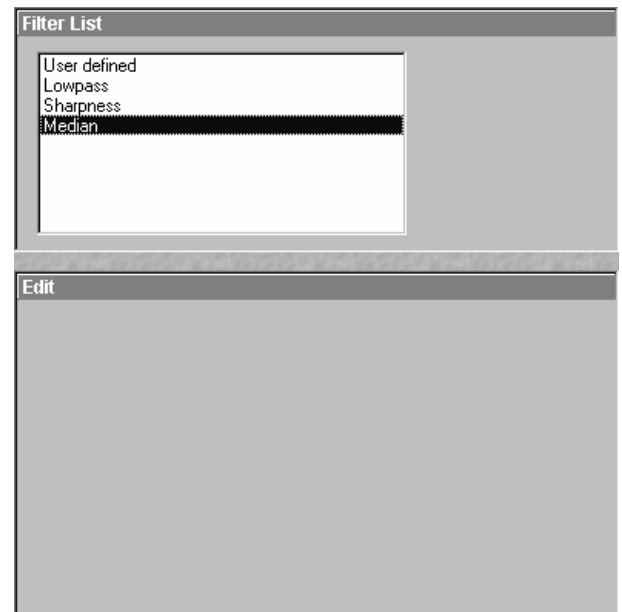 Filter List
User defined
Lowpass
Sharpness
Median
Edit